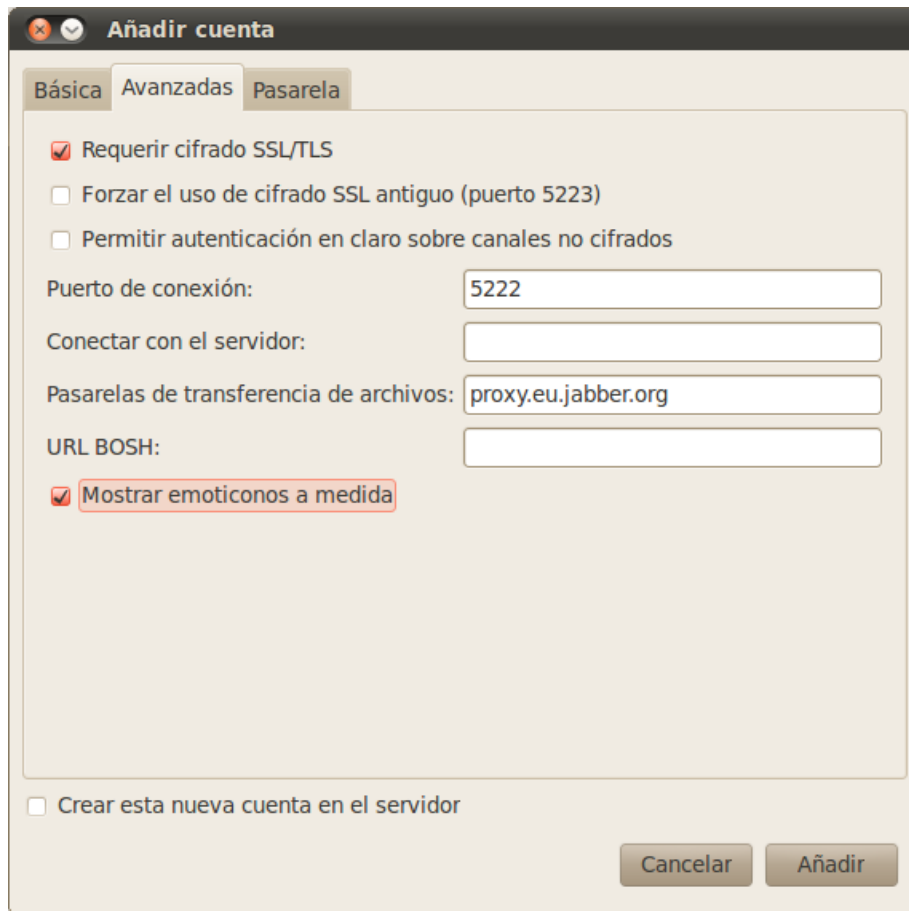 Añadir cuenta
Básica Avanzadas Pasarela
Requerir cifrado SSL/TLS
Forzar el uso de cifrado SSL antiguo (puerto 5223)
Permitir autenticación en claro sobre canales no cifrados
Puerto de conexión: 5222
Conectar con el servidor:
Pasarelas de transferencia de archivos: proxy.eu.jabber.org
URL BOSH:
Mostrar emoticonos a medida
Crear esta nueva cuenta en el servidor
Cancelar Añadir